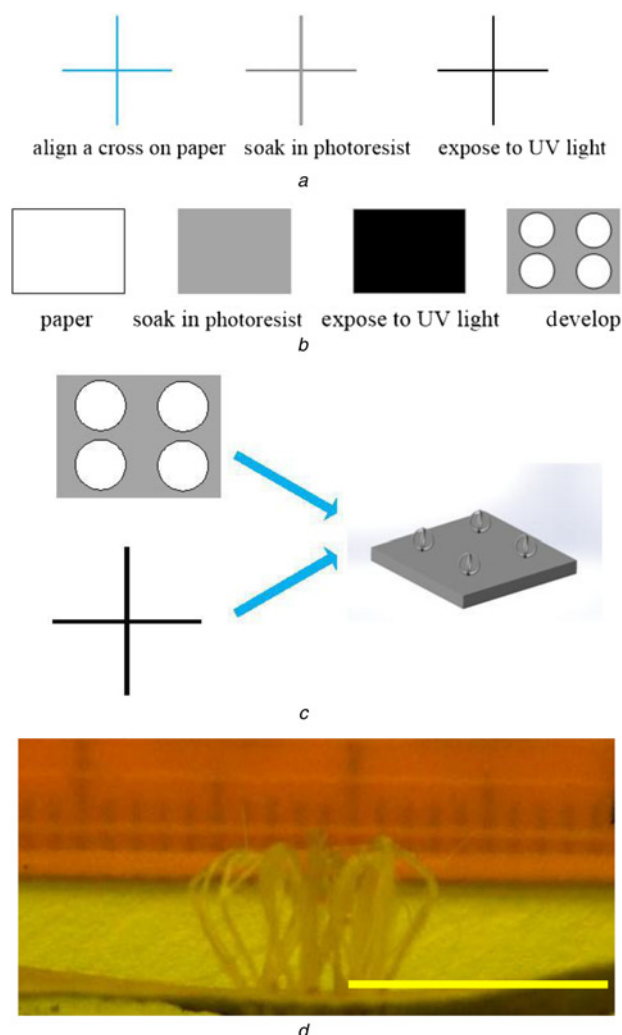 align a cross on paper soak in photoresist expose to UV light
a
paper soak in photoresist expose to UV light develop
b
c
d